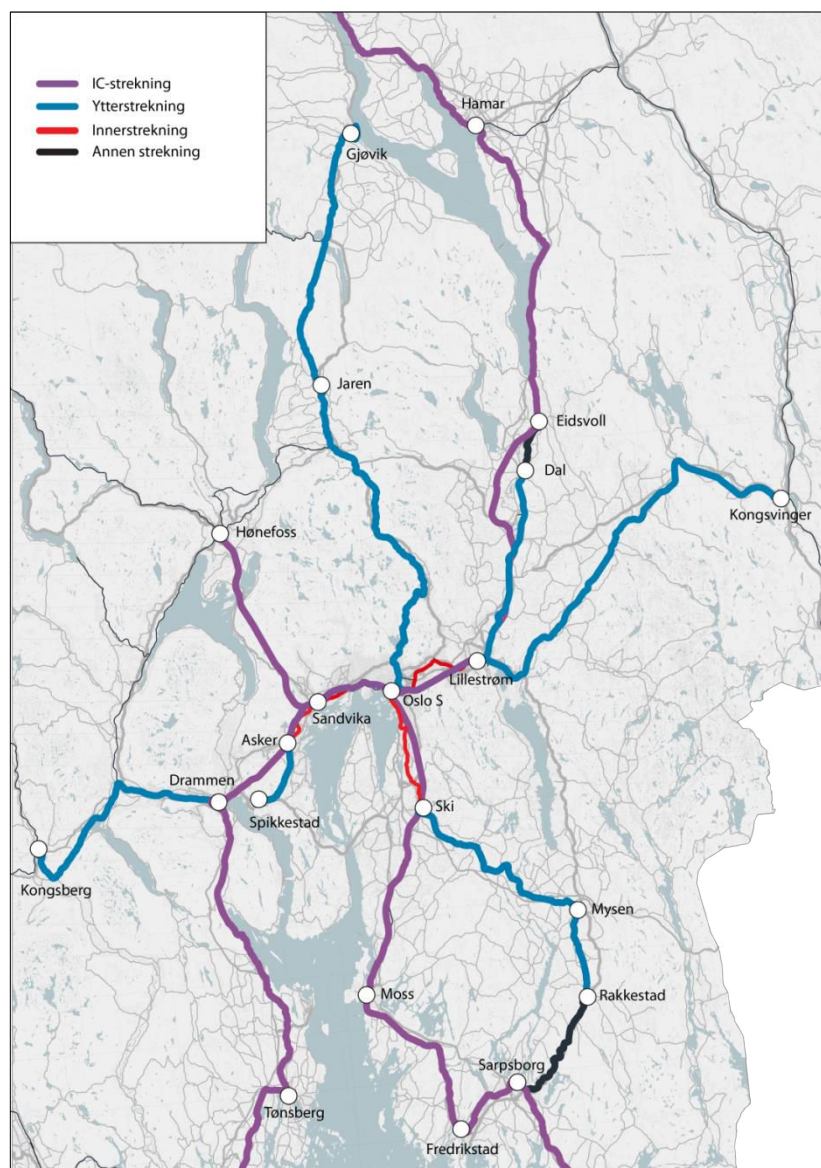 IC-strekning
Ytterstrekning
Innerstrekning
Annen strekning
Hamar
Gjøvik
Jaren
Eidsvoll
Dal
Kongsvinger
Hønefoss
Lillestrøm
Oslo S
Sandvika
Asker
Drammen
Spikkestad
Ski
Kongsberg
Mysen
Moss
Rakkestad
Sarpsborg
Tønsberg
Fredrikstad